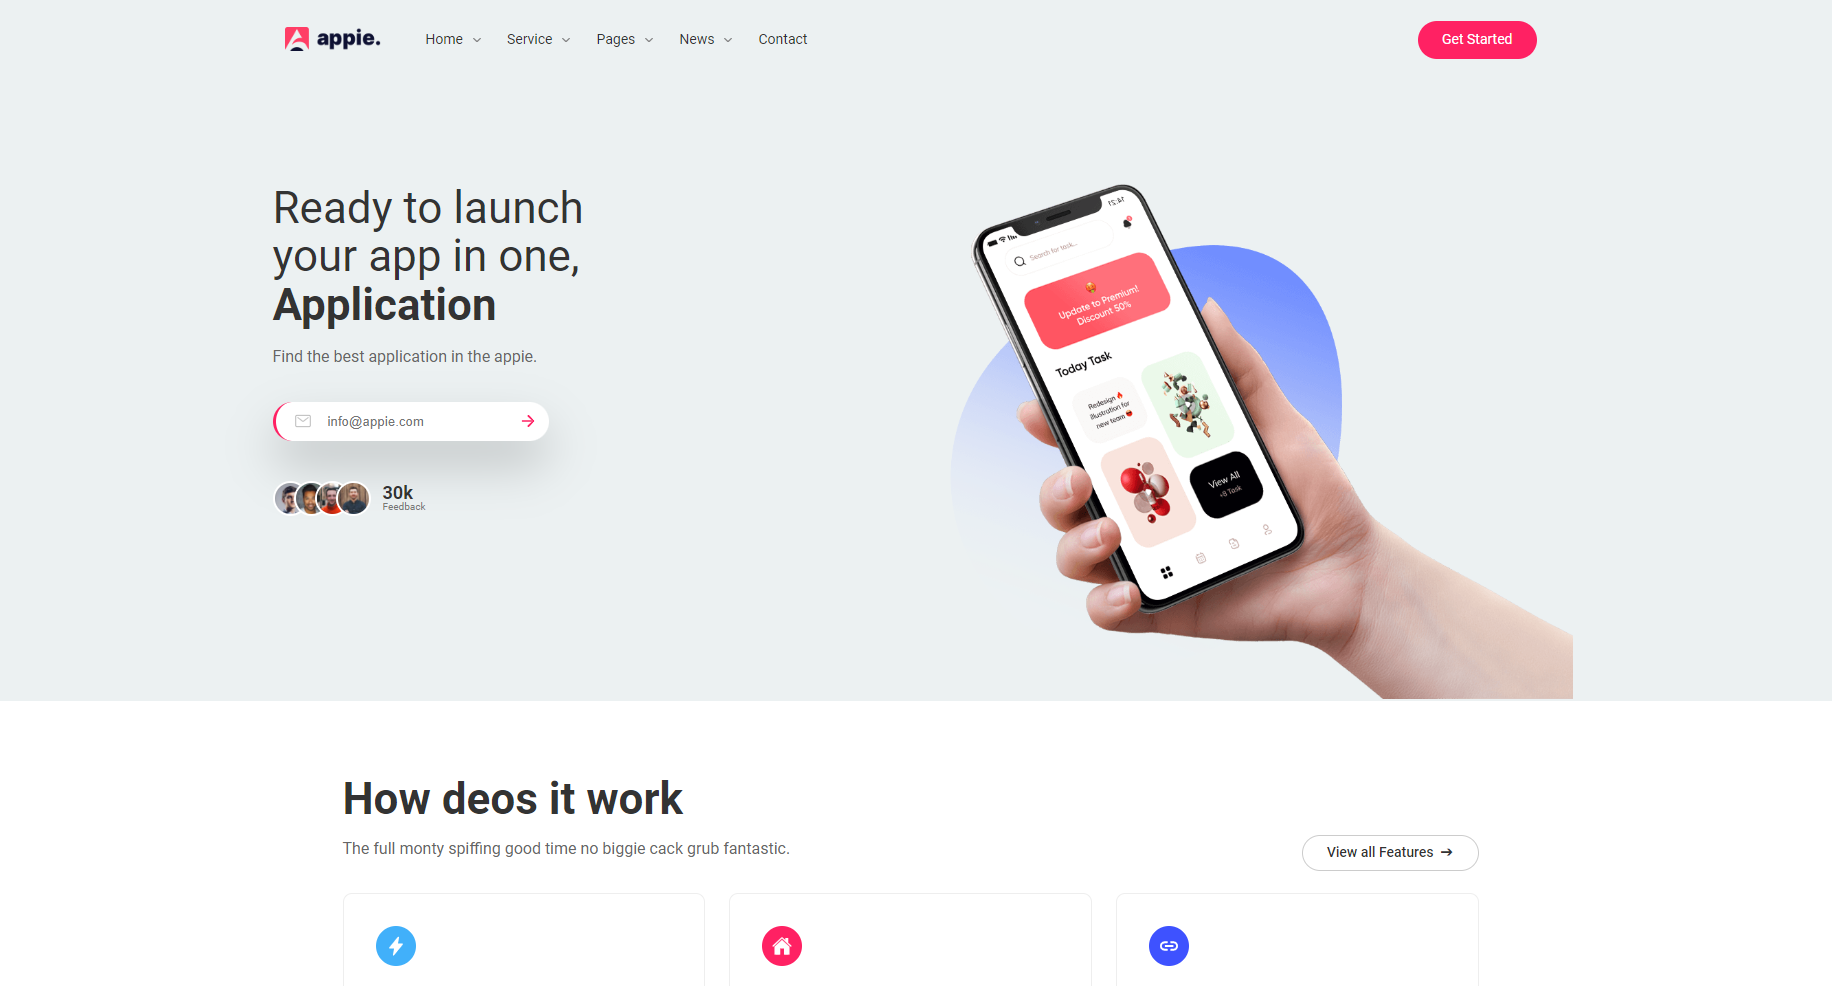 appie.
Home
Service
Pages
News
Contact
Get Started
Ready to launch
your app in one,
Application
Find the best application in the appie.
info@appie.com
30k
Feedback
14:21
Search for task...
Update to Premium!
Discount 50%
Today Task
Redesign
illustration for
new team
View All
+8 Task
How deos it work
The full monty spiffing good time no biggie cack grub fantastic.
View all Features